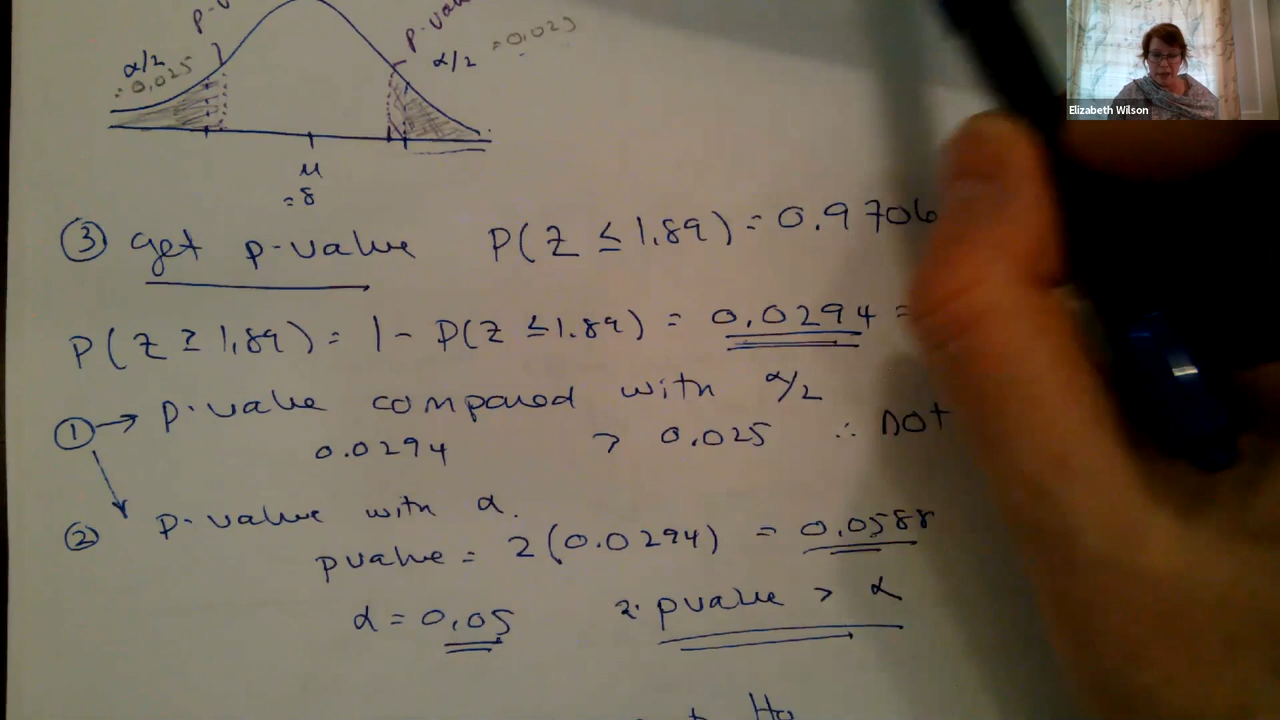 Elizabeth Wilson
α/2
= 0.025
α/2 = 0.025
μ
= 8
③ get p-value P(Z ≤ 1.89) = 0.9706
P(Z ≥ 1.89) = 1 - P(Z ≤ 1.89) = 0.0294 =
① → p-value compared with α/2
0.0294 > 0.025 ∴ not
② p-value with α.
pvalue = 2(0.0294) = 0.0588
α = 0.05 2· pvalue > α
Ho